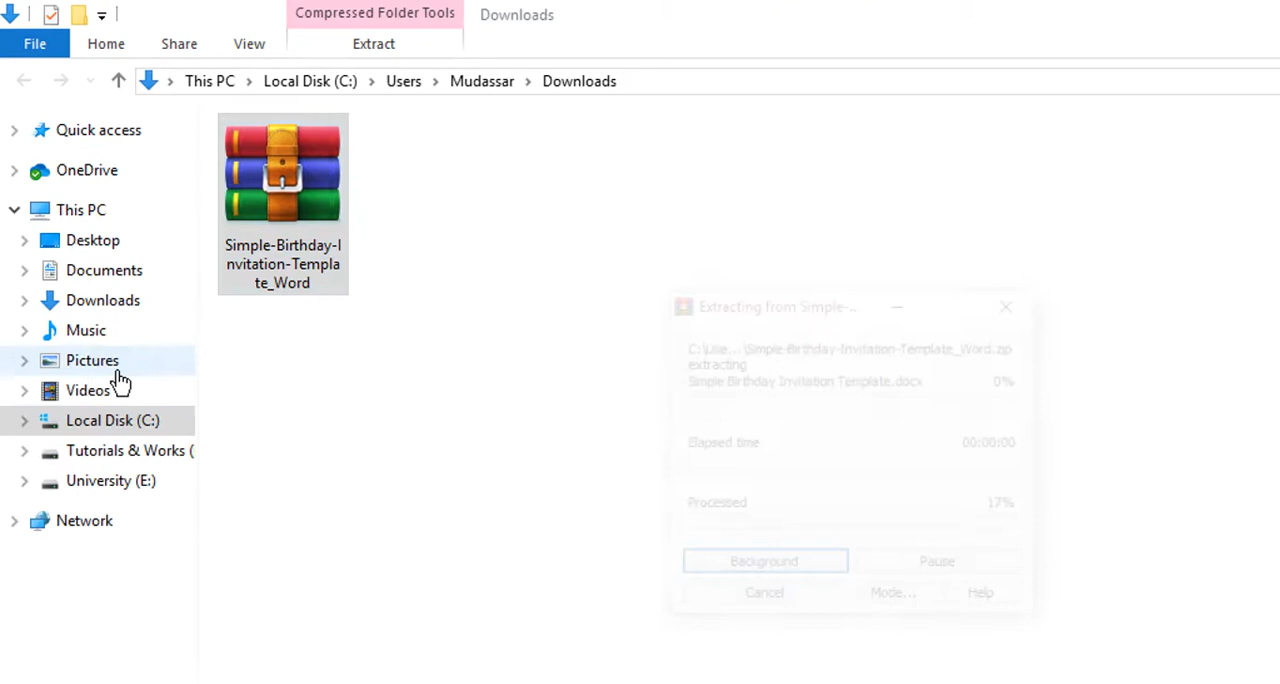 Compressed Folder Tools
Downloads
File
Home
Share
View
Extract
This PC
Local Disk (C:)
Users
Mudassar
Downloads
Quick access
OneDrive
This PC
Desktop
Documents
Downloads
Music
Pictures
Videos
Local Disk (C:)
Tutorials & Works (
University (E:)
Network
Simple-Birthday-I
nvitation-Templa
te_Word
Extracting from Simple-...
C:\Use...\Simple-Birthday-Invitation-Template_Word.zip
extracting
Simple Birthday Invitation Template.docx 0%
Elapsed time 00:00:00
Processed 17%
Background
Pause
Cancel
Mode...
Help